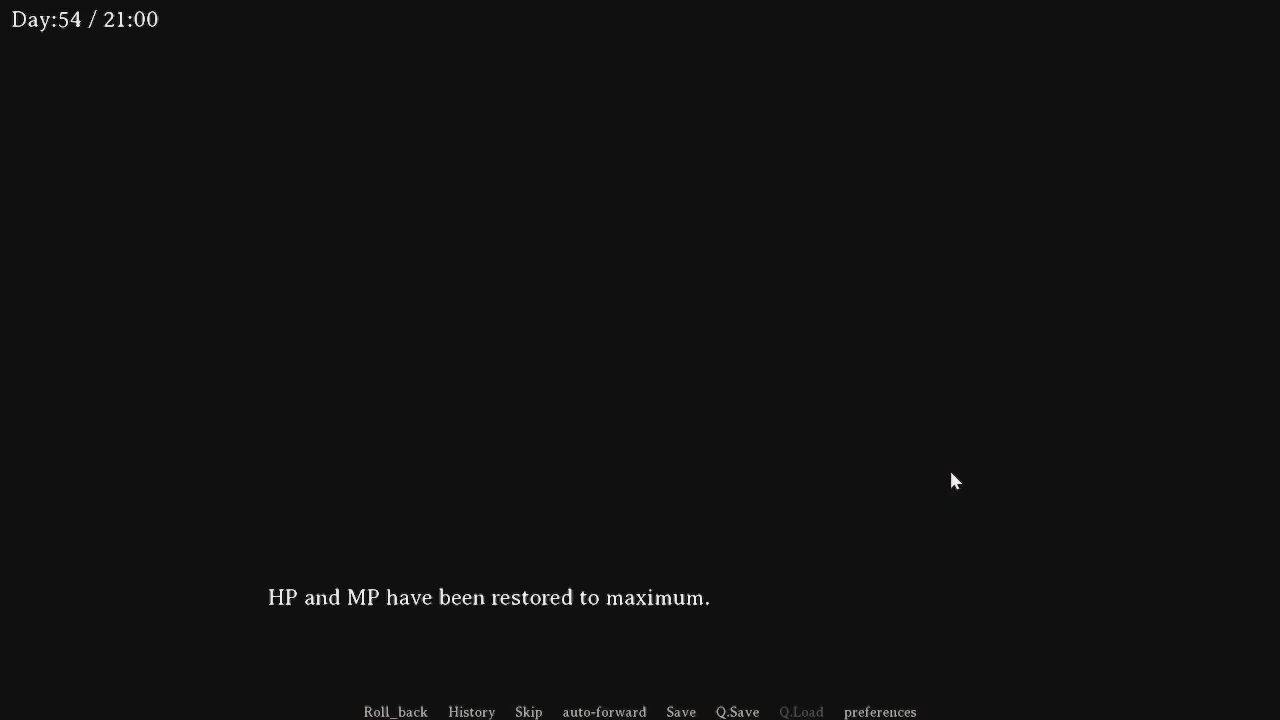 Day:54 / 21:00
HP and MP have been restored to maximum.
Roll_back History Skip auto-forward Save Q.Save Q.Load preferences